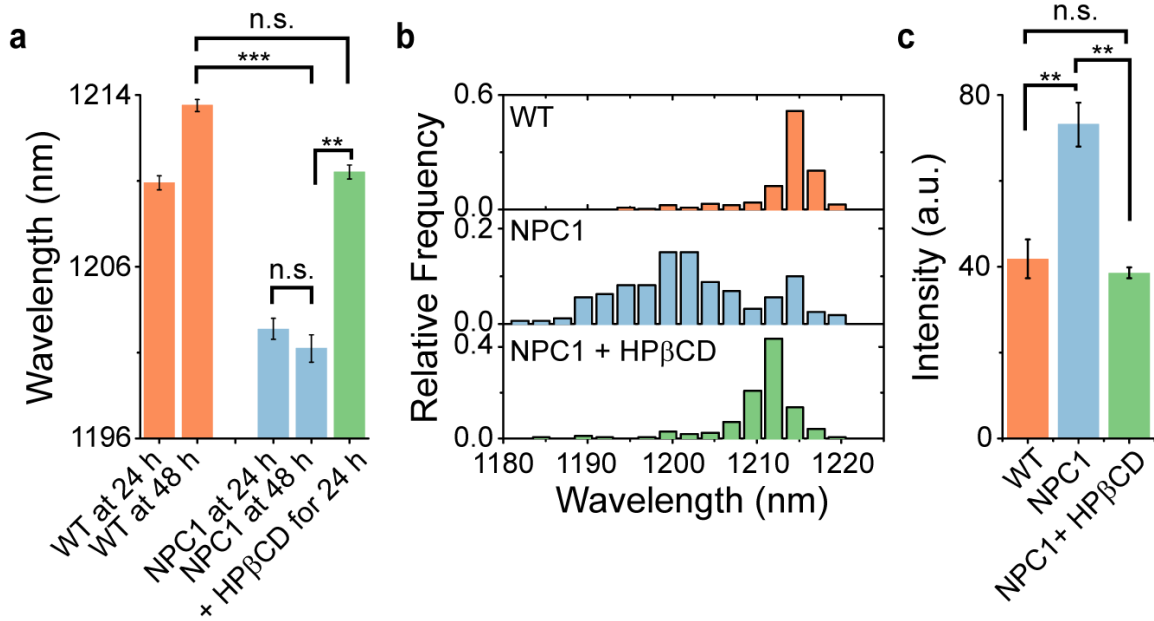 a
n.s.
***
**
n.s.
Wavelength (nm)
1214
1206
1196
WT at 24 h
WT at 48 h
NPC1 at 24 h
NPC1 at 48 h
+ HPβCD for 24 h
b
Relative Frequency
0.6
WT
0.0
0.2
NPC1
0.0
0.4
NPC1 + HPβCD
0.0
1180 1190 1200 1210 1220
Wavelength (nm)
c
n.s.
**
**
Intensity (a.u.)
80
40
0
WT
NPC1
NPC1+ HPβCD